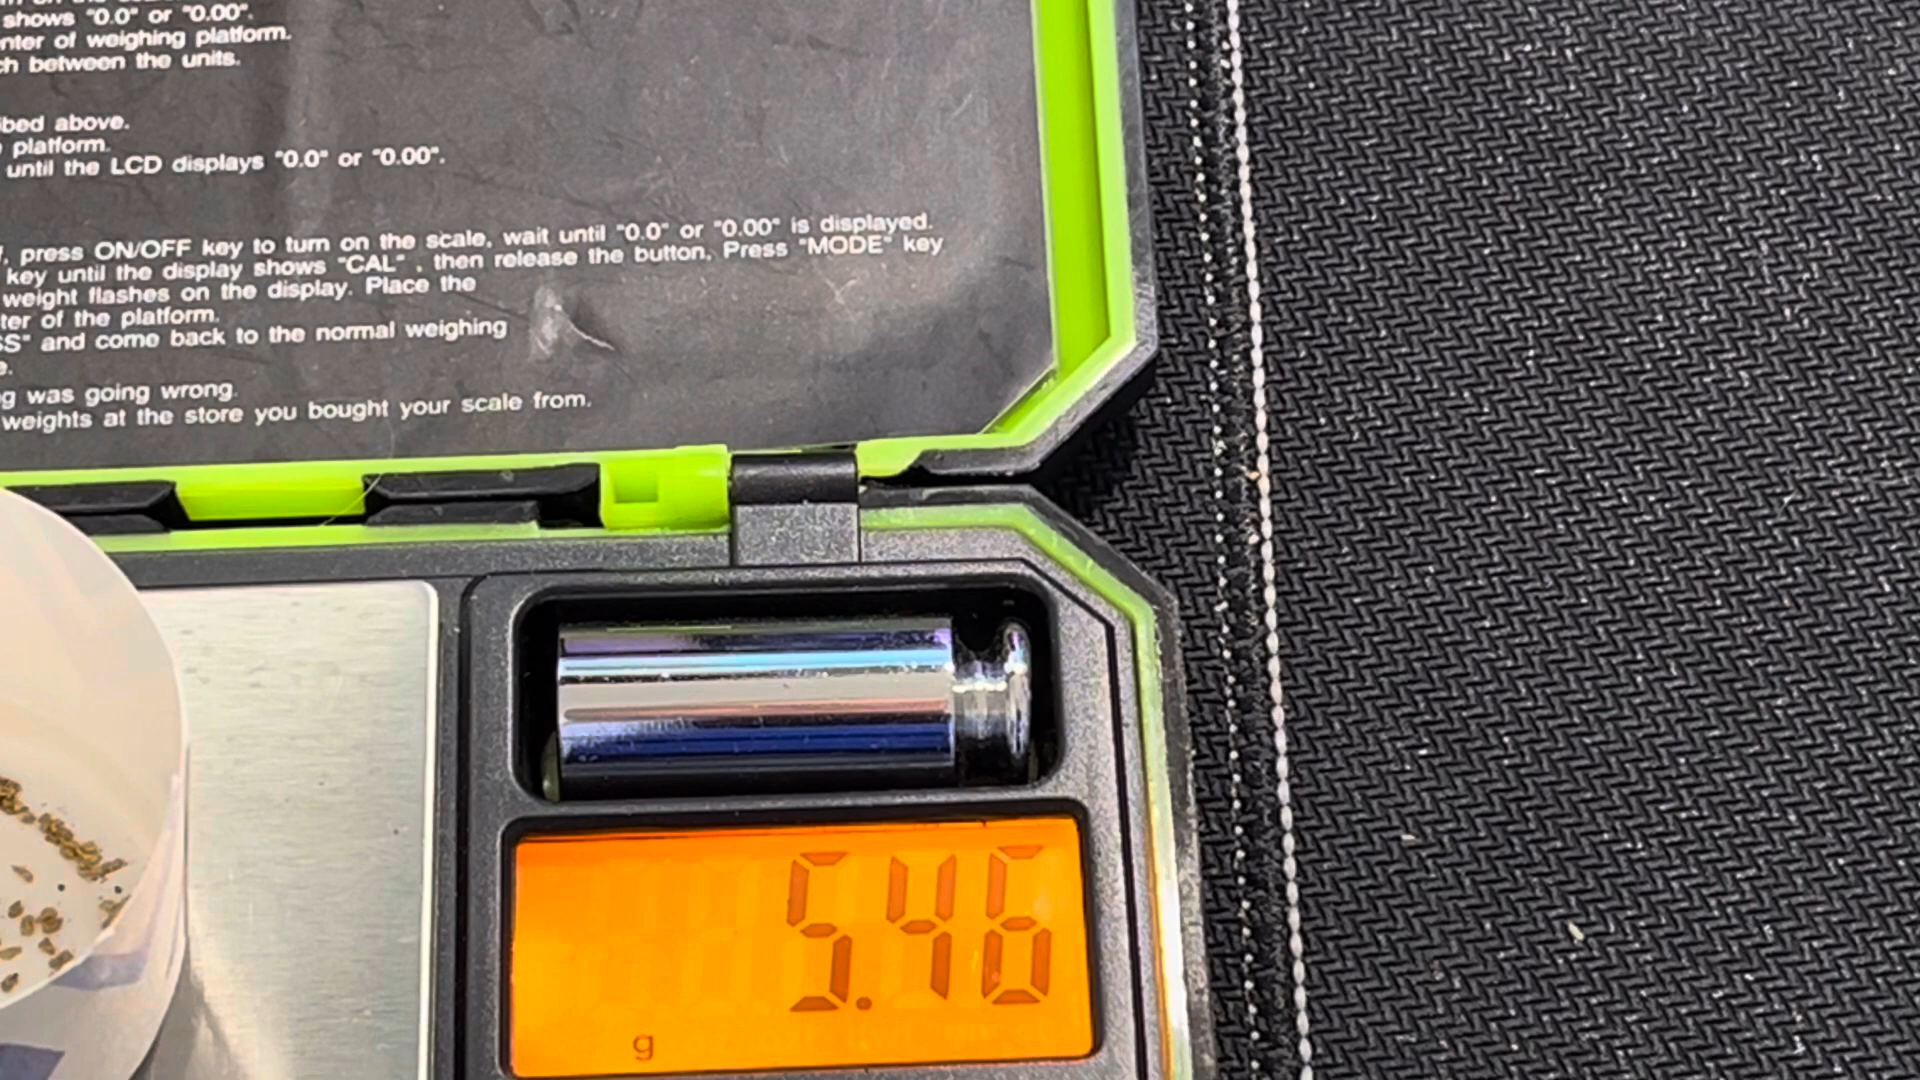 shows "0.0" or "0.00".
nter of weighing platform.
ch between the units.
ibed above.
platform.
until the LCD displays "0.0" or "0.00".
, press ON/OFF key to turn on the scale, wait until "0.0" or "0.00" is displayed.
key until the display shows "CAL" , then release the button, Press "MODE" key
weight flashes on the display. Place the
ter of the platform.
SS" and come back to the normal weighing
e.
g was going wrong.
weights at the store you bought your scale from.
5.46
g